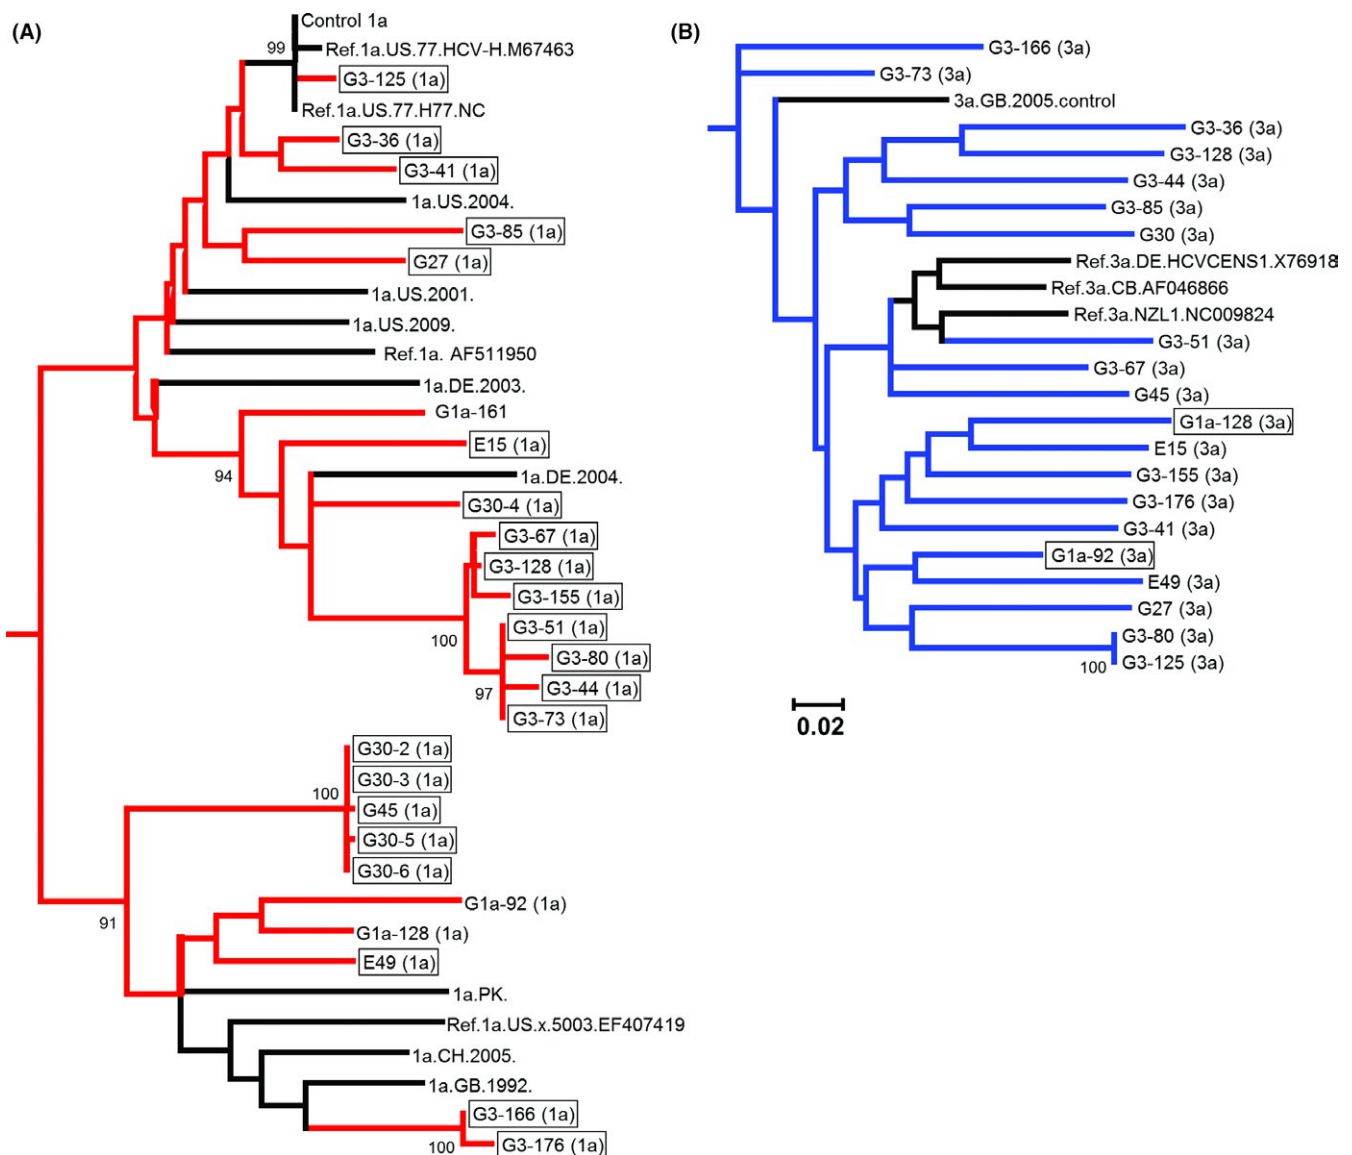 (A)
Control 1a
99
Ref.1a.US.77.HCV-H.M67463
G3-125 (1a)
Ref.1a.US.77.H77.NC
G3-36 (1a)
G3-41 (1a)
1a.US.2004.
G3-85 (1a)
G27 (1a)
1a.US.2001.
1a.US.2009.
Ref.1a. AF511950
1a.DE.2003.
G1a-161
E15 (1a)
94
1a.DE.2004.
G30-4 (1a)
G3-67 (1a)
G3-128 (1a)
G3-155 (1a)
G3-51 (1a)
100
G3-80 (1a)
G3-44 (1a)
97
G3-73 (1a)
G30-2 (1a)
G30-3 (1a)
100
G45 (1a)
G30-5 (1a)
G30-6 (1a)
G1a-92 (1a)
91
G1a-128 (1a)
E49 (1a)
1a.PK.
Ref.1a.US.x.5003.EF407419
1a.CH.2005.
1a.GB.1992.
G3-166 (1a)
100
G3-176 (1a)
(B)
G3-166 (3a)
G3-73 (3a)
3a.GB.2005.control
G3-36 (3a)
G3-128 (3a)
G3-44 (3a)
G3-85 (3a)
G30 (3a)
Ref.3a.DE.HCVCENS1.X76918
Ref.3a.CB.AF046866
Ref.3a.NZL1.NC009824
G3-51 (3a)
G3-67 (3a)
G45 (3a)
G1a-128 (3a)
E15 (3a)
G3-155 (3a)
G3-176 (3a)
G3-41 (3a)
G1a-92 (3a)
E49 (3a)
G27 (3a)
G3-80 (3a)
100
G3-125 (3a)
0.02